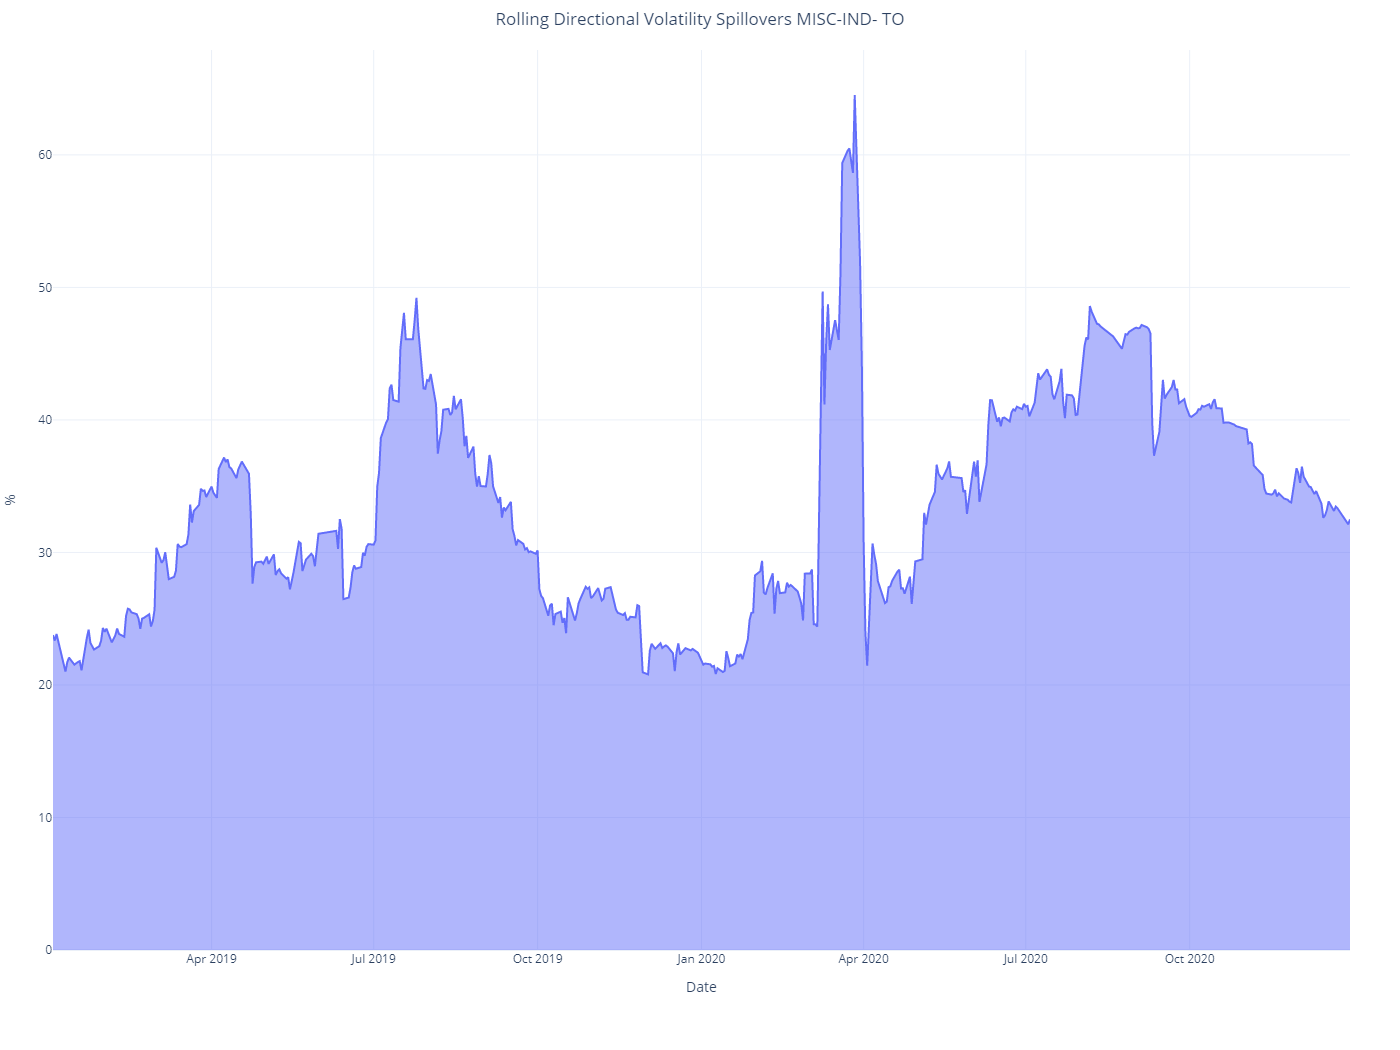 Rolling Directional Volatility Spillovers MISC-IND- TO
60
50
40
30
20
10
0
%
Apr 2019
Jul 2019
Oct 2019
Jan 2020
Apr 2020
Jul 2020
Oct 2020
Date